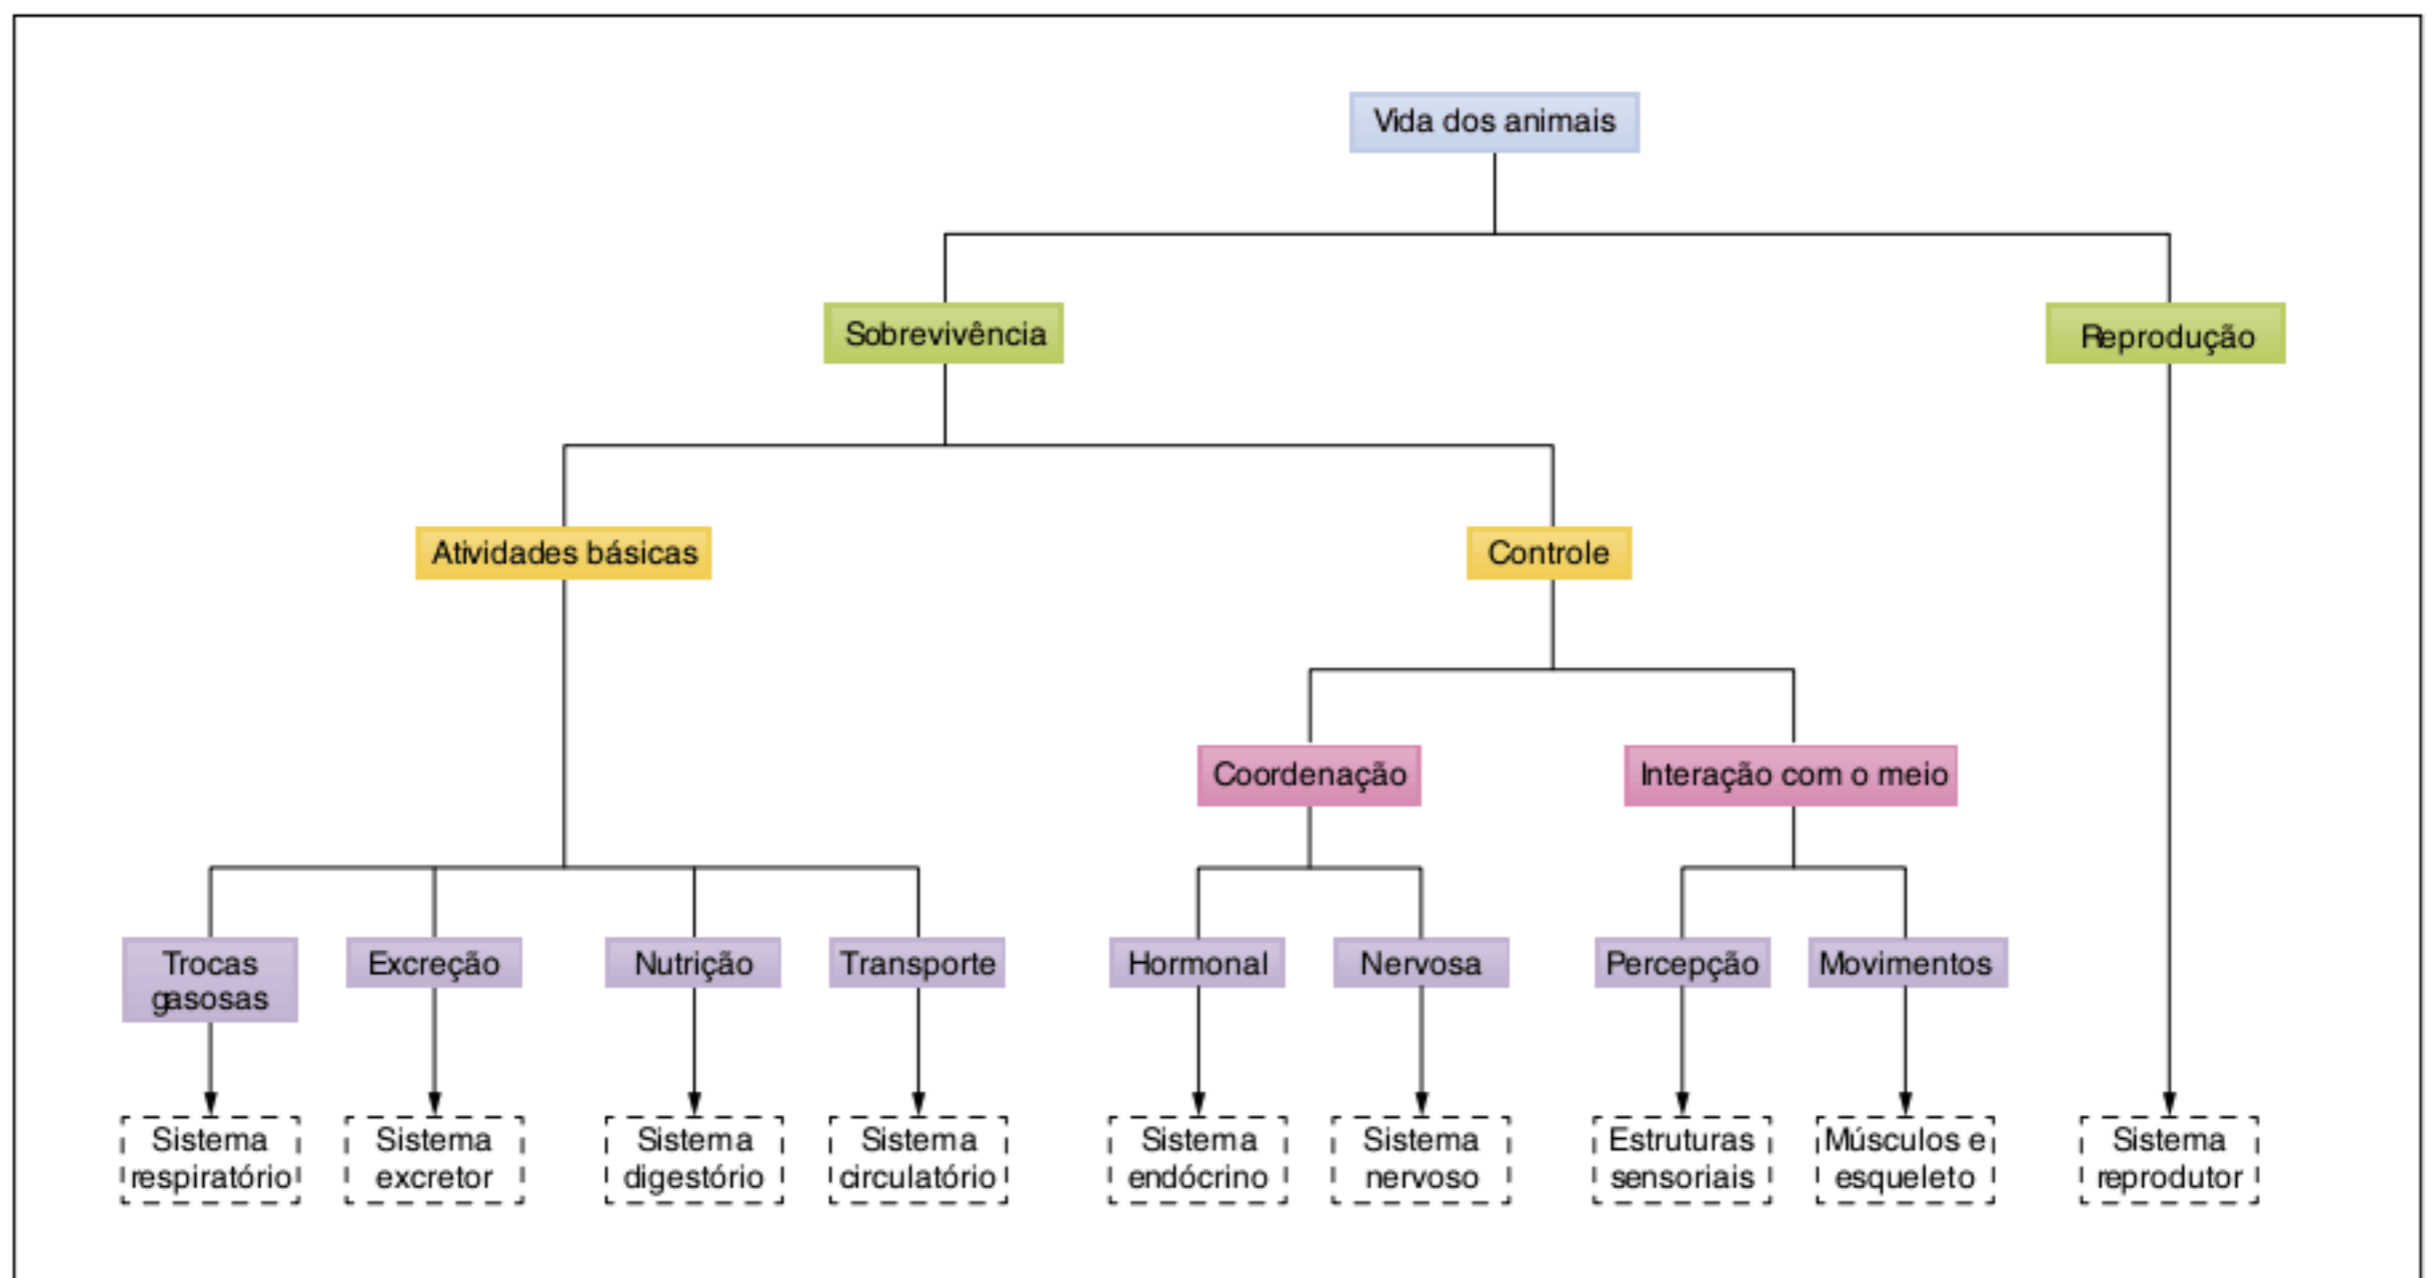 Vida dos animais
Sobrevivência
Reprodução
Atividades básicas
Controle
Coordenação
Interação com o meio
Trocas
gasosas
Excreção
Nutrição
Transporte
Hormonal
Nervosa
Percepção
Movimentos
Sistema
respiratório
Sistema
excretor
Sistema
digestório
Sistema
circulatório
Sistema
endócrino
Sistema
nervoso
Estruturas
sensoriais
Músculos e
esqueleto
Sistema
reprodutor